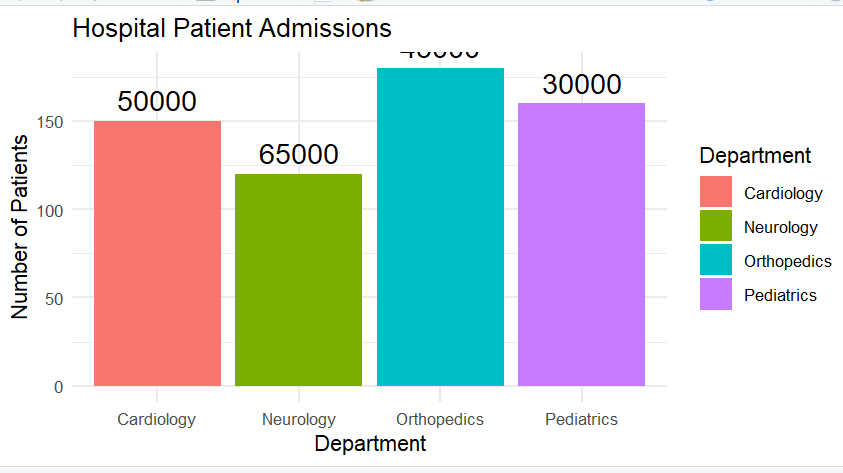 Hospital Patient Admissions
50000
65000
30000
Number of Patients
150
100
50
0
Cardiology
Neurology
Orthopedics
Pediatrics
Department
Department
Cardiology
Neurology
Orthopedics
Pediatrics